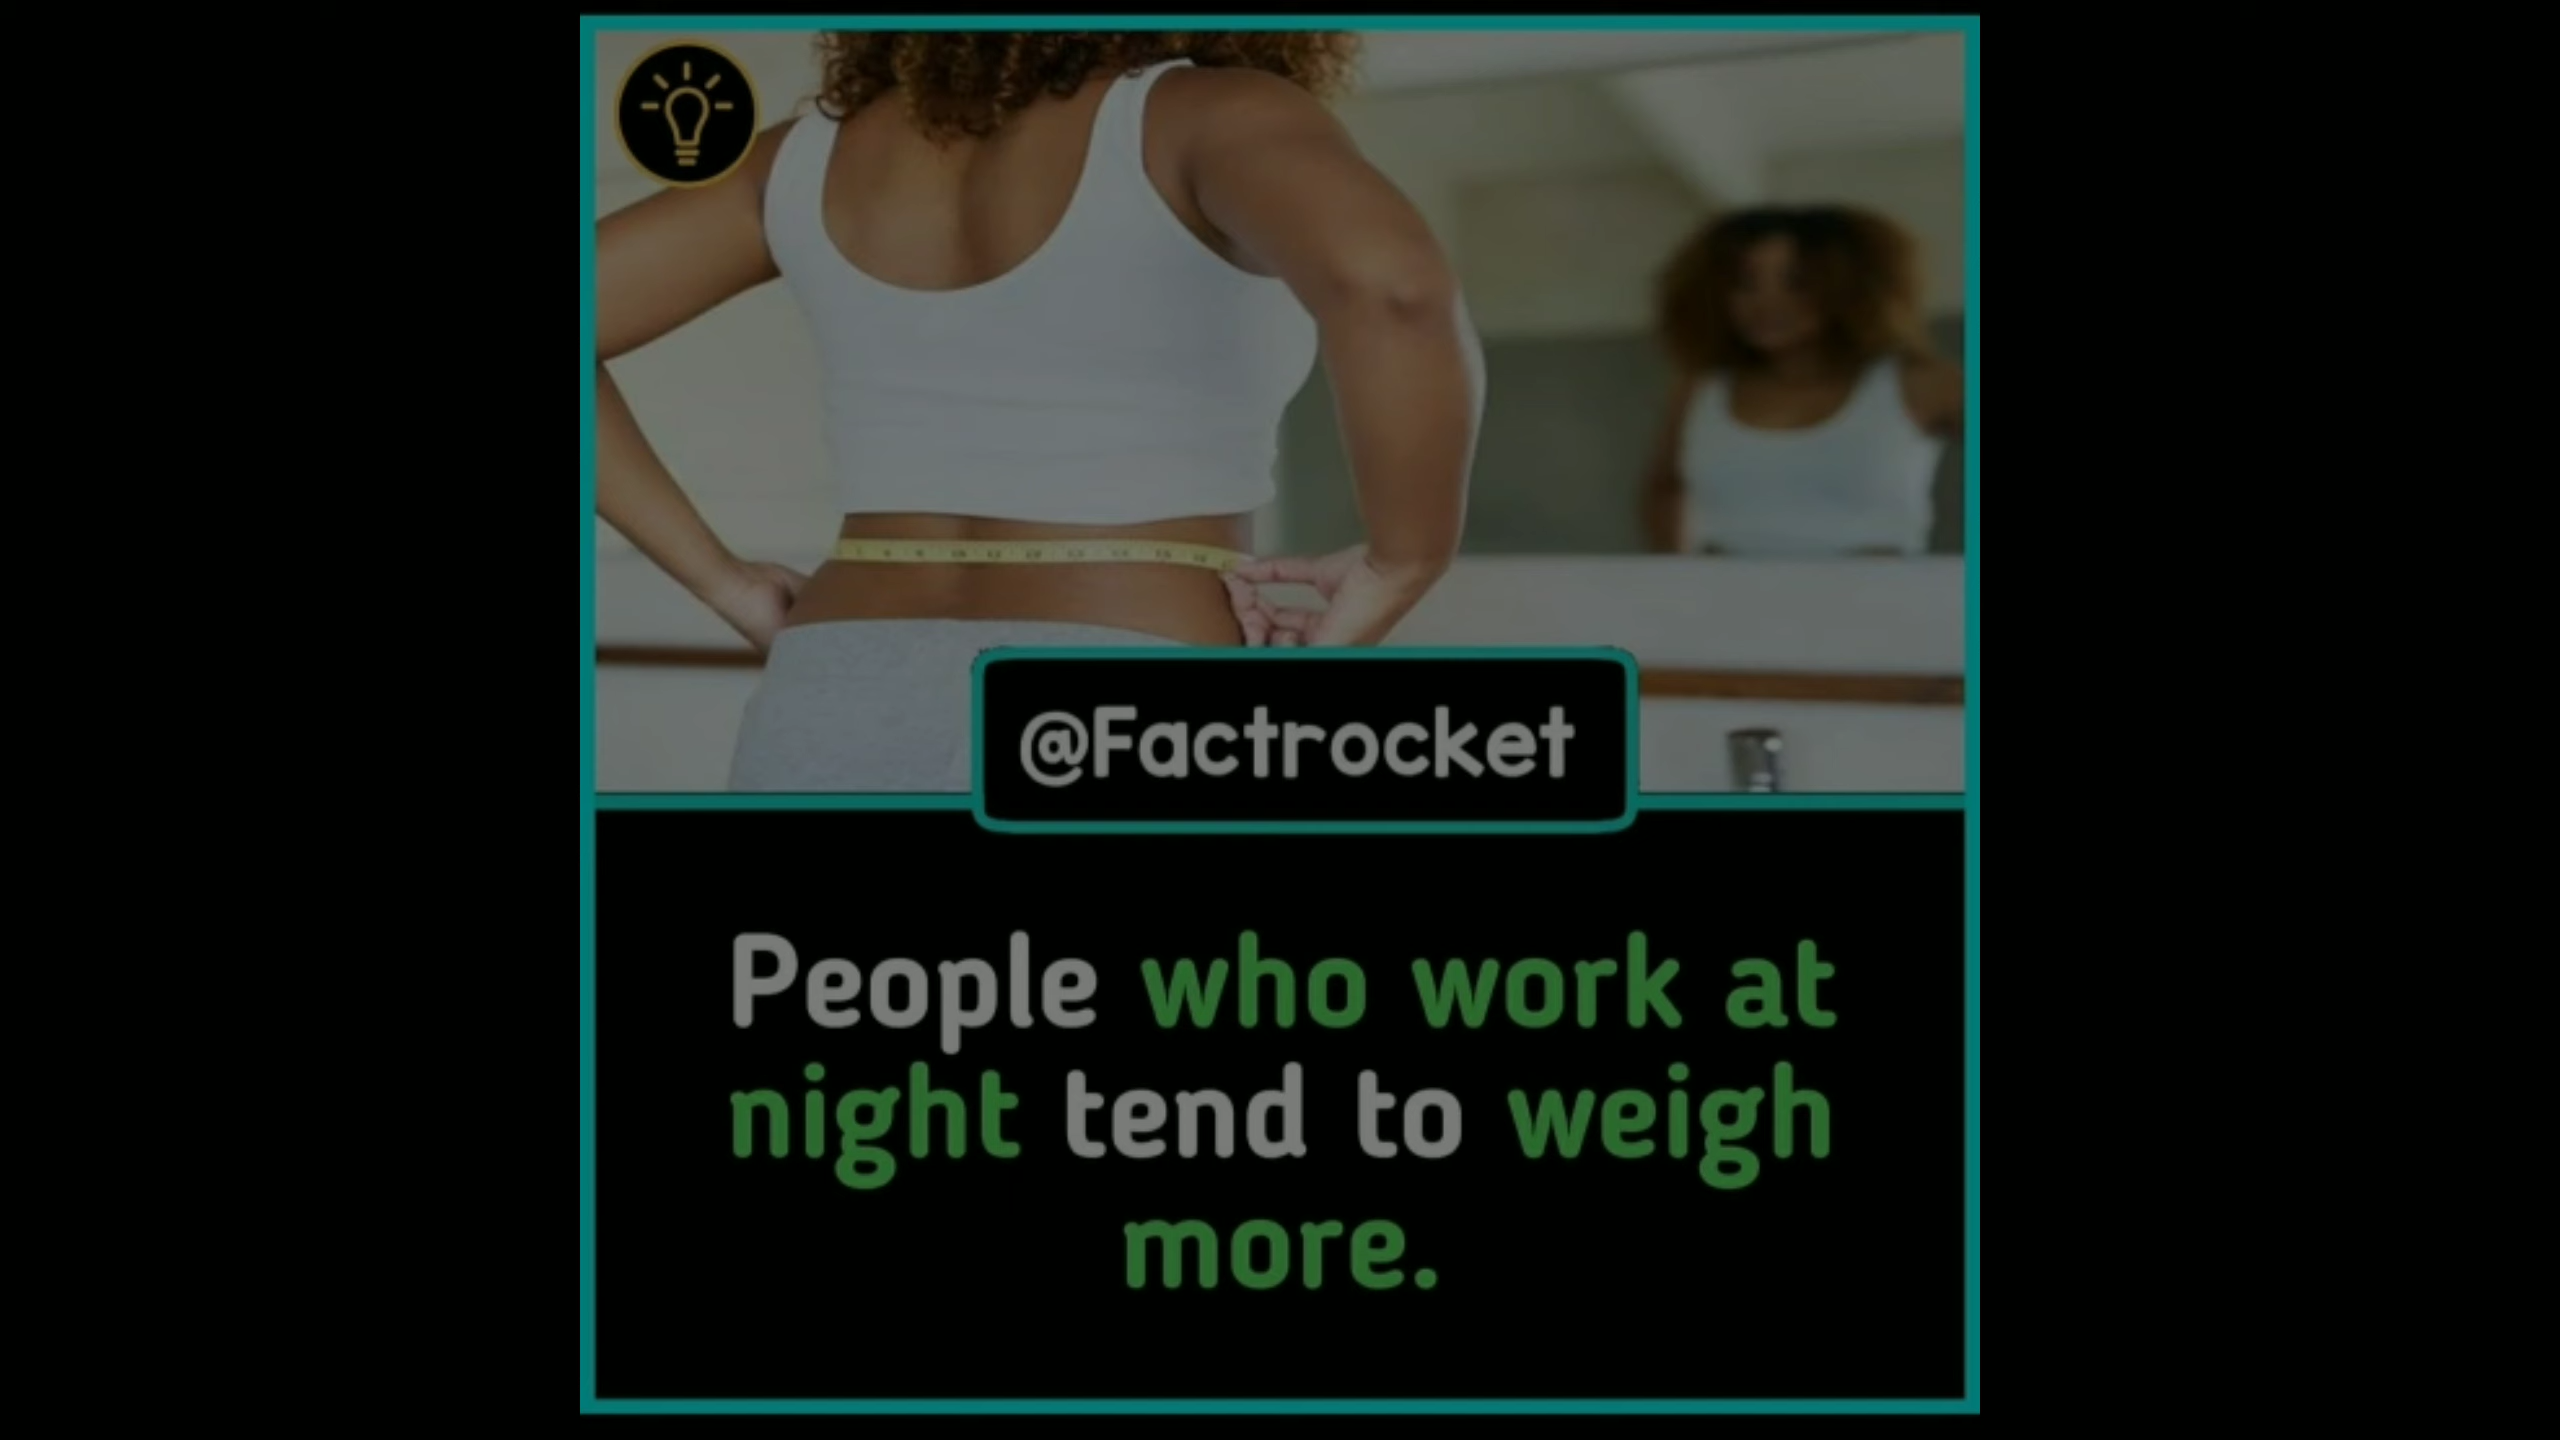 @Factrocket
People who work at
night tend to weigh
more.